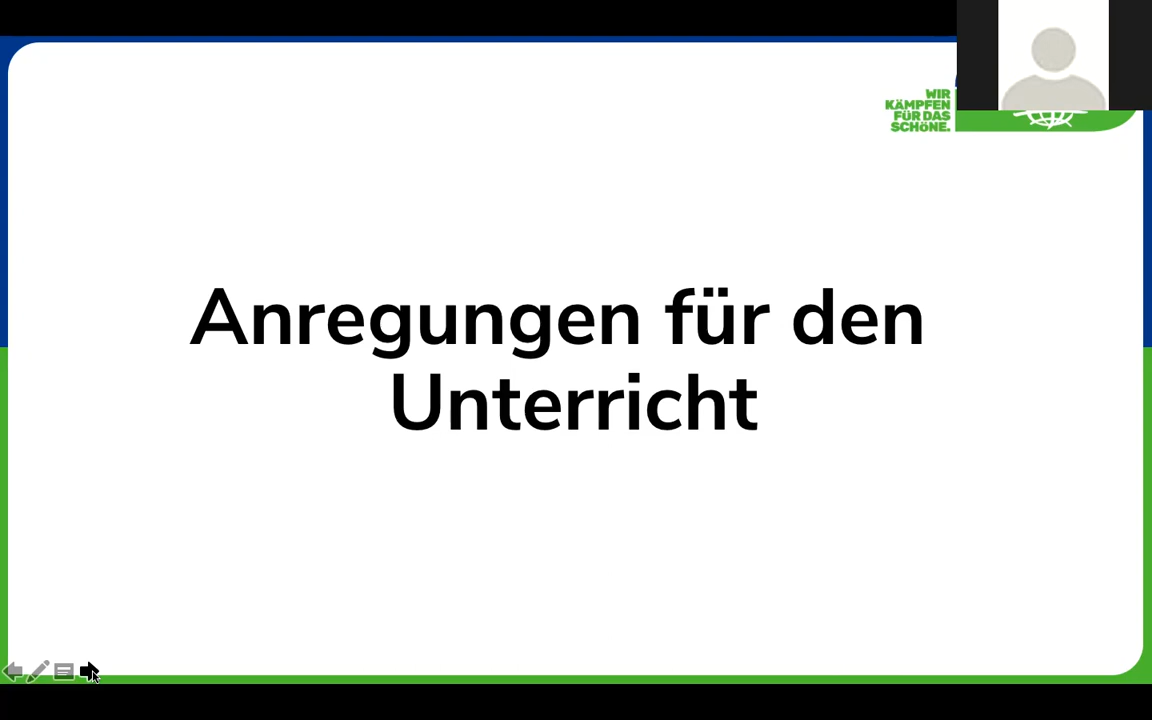 WIR
KÄMPFEN
FÜR DAS
SCHÖNE.
Anregungen für den
Unterricht